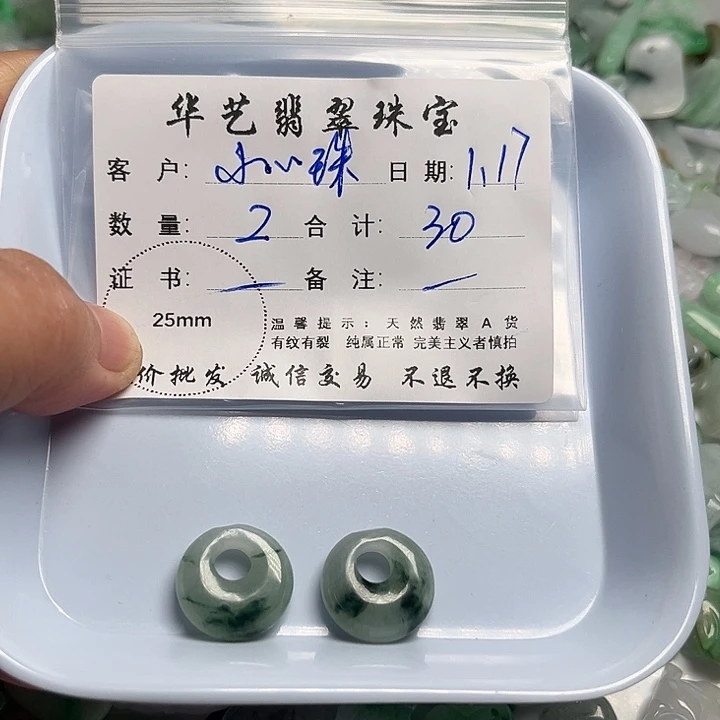 华艺翡翠珠宝
客 户: 小心珠 日 期: 1.17
数 量: 2 合 计: 30
证 书: — 备 注: —
25mm
温馨提示: 天然翡翠A货
有纹有裂 纯属正常 完美主义者慎拍
价批发 诚信交易 不退不换